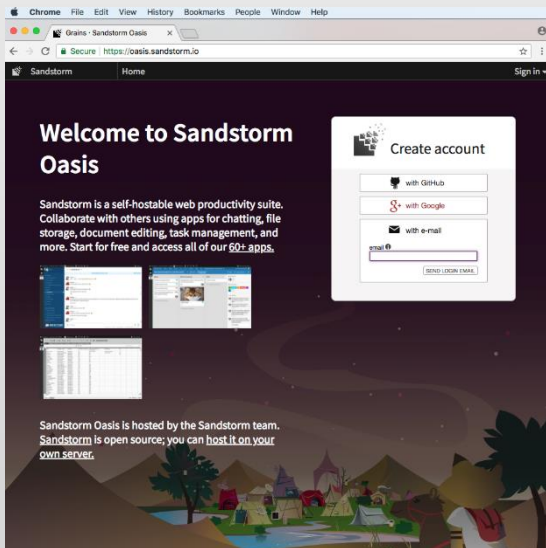 Chrome File Edit View History Bookmarks People Window Help
Grains · Sandstorm Oasis ×
Secure https://oasis.sandstorm.io
Sandstorm Home Sign in
Welcome to Sandstorm
Oasis
Sandstorm is a self-hostable web productivity suite.
Collaborate with others using apps for chatting, file
storage, document editing, task management, and
more. Start for free and access all of our 60+ apps.
Sandstorm Oasis is hosted by the Sandstorm team.
Sandstorm is open source; you can host it on your
own server.
Create account
with GitHub
with Google
with e-mail
email
SEND LOGIN EMAIL